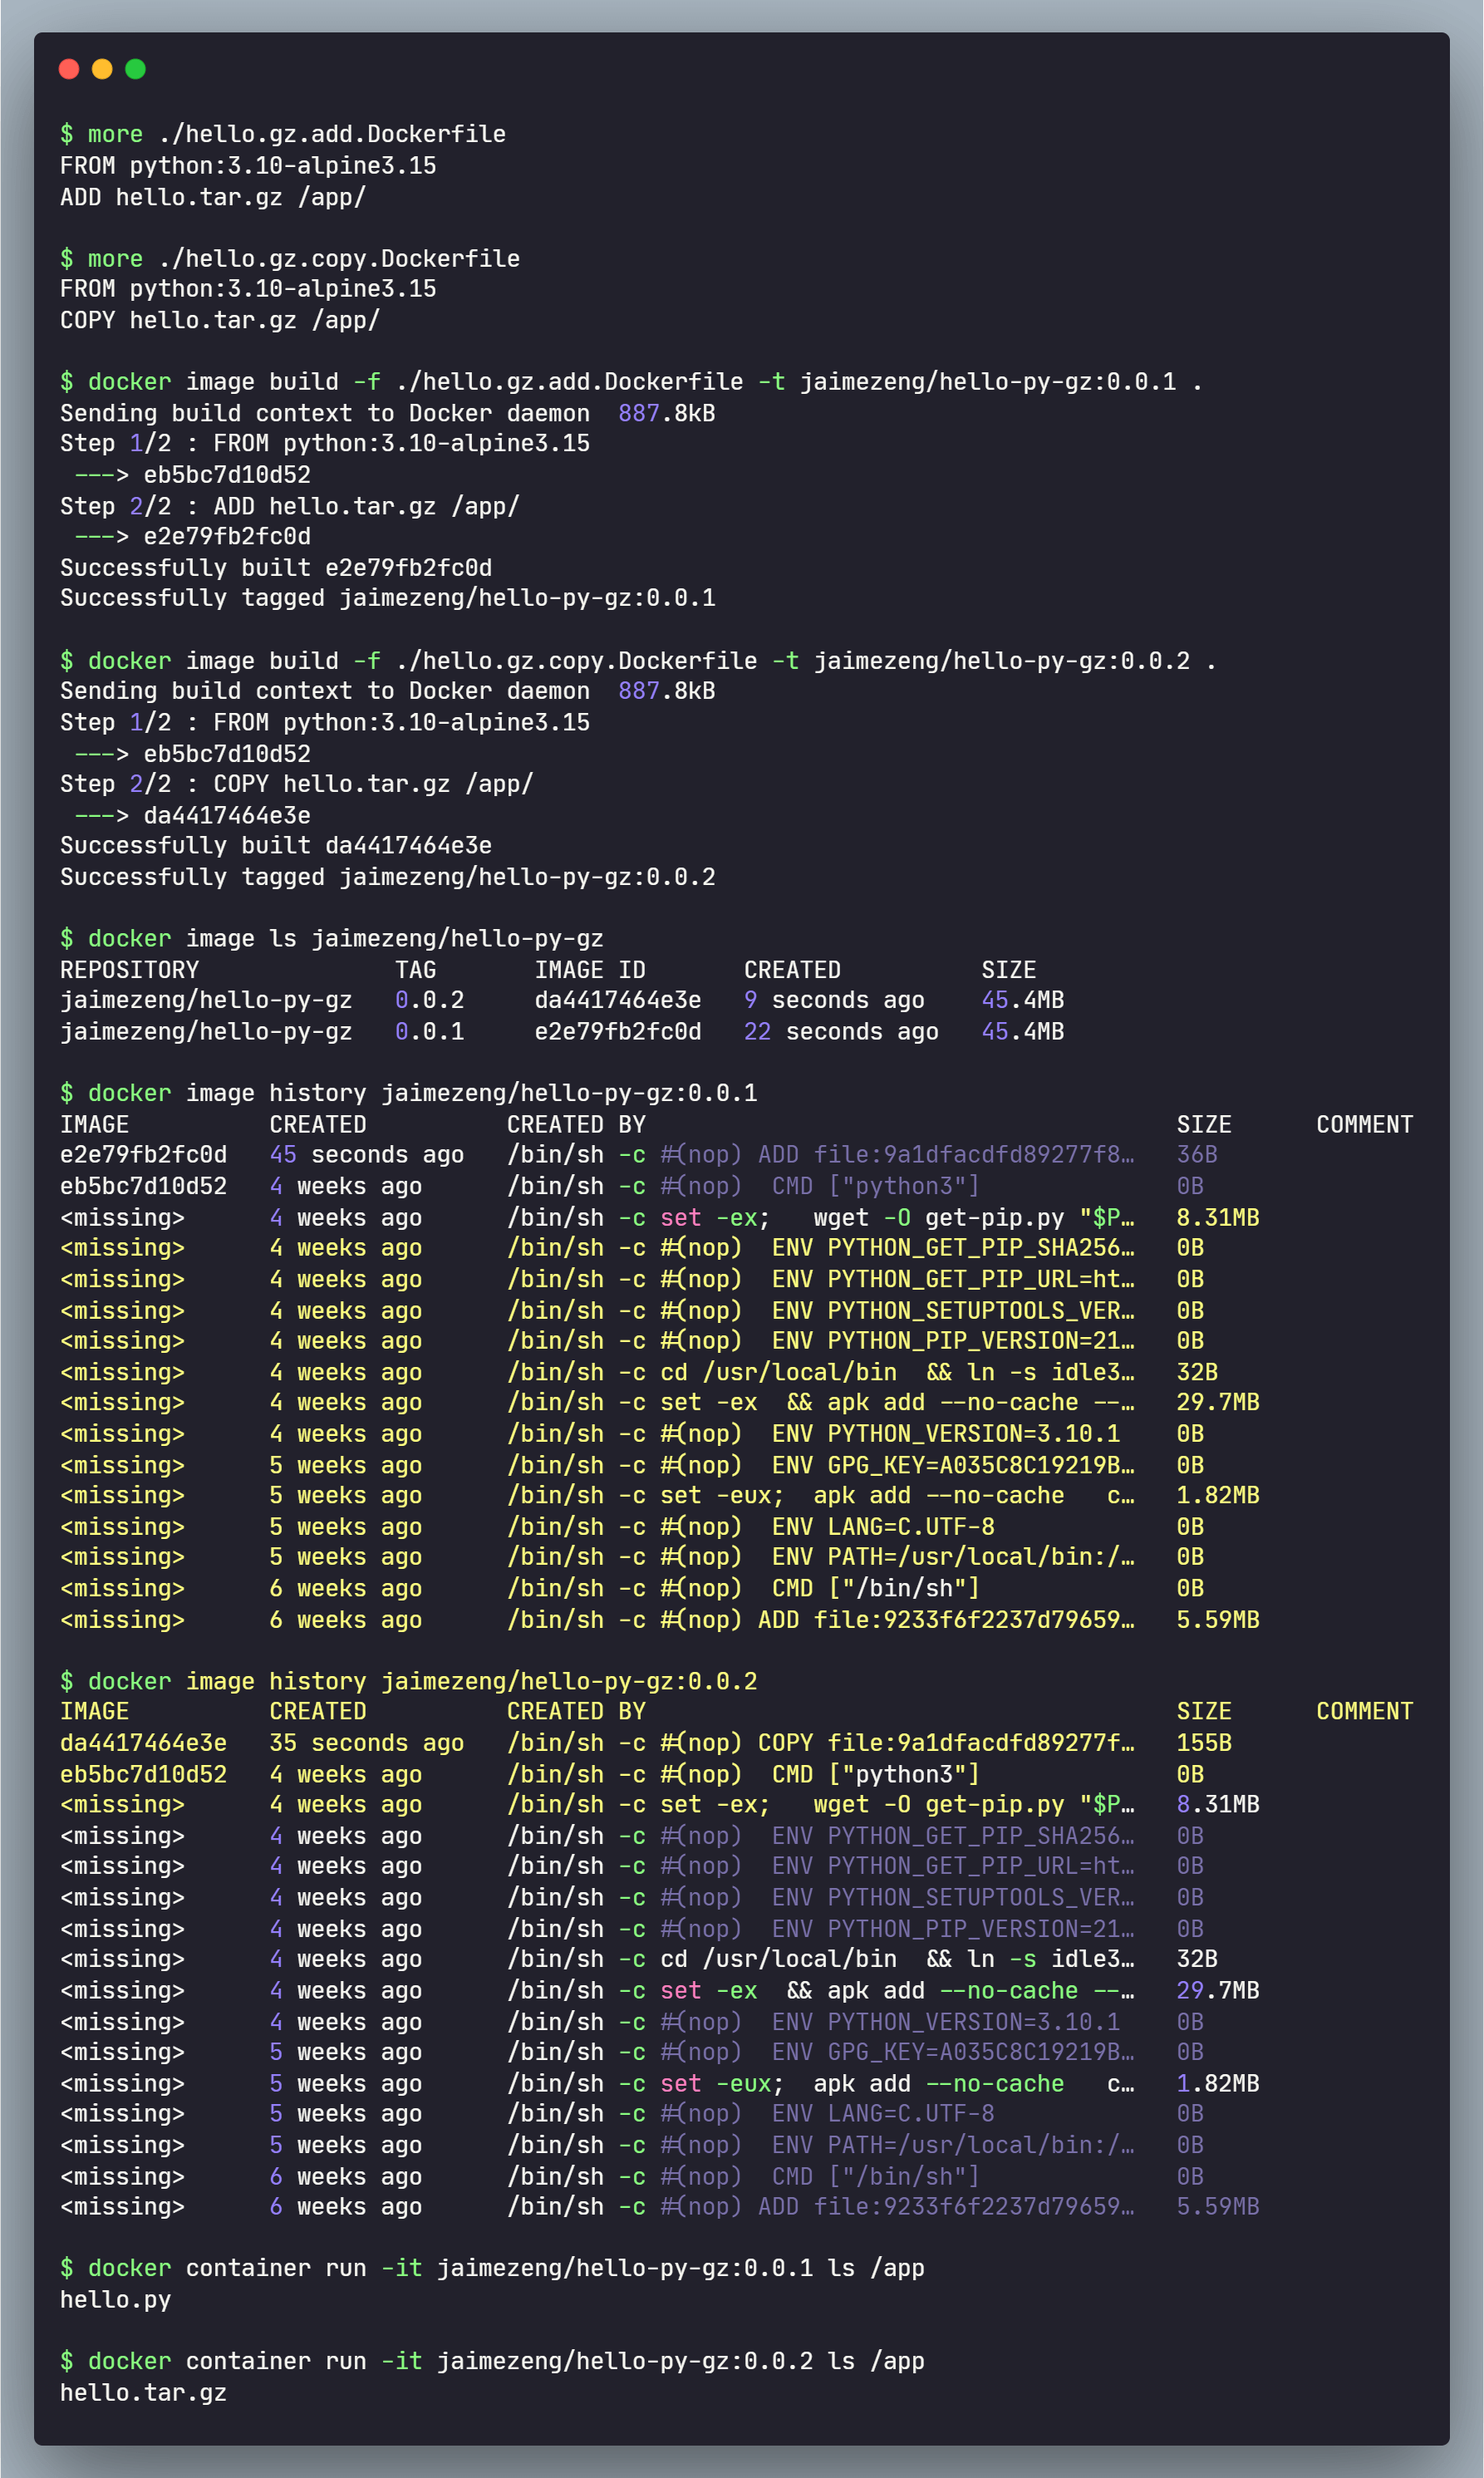 $ more ./hello.gz.add.Dockerfile
FROM python:3.10-alpine3.15
ADD hello.tar.gz /app/

$ more ./hello.gz.copy.Dockerfile
FROM python:3.10-alpine3.15
COPY hello.tar.gz /app/

$ docker image build -f ./hello.gz.add.Dockerfile -t jaimezeng/hello-py-gz:0.0.1 .
Sending build context to Docker daemon  887.8kB
Step 1/2 : FROM python:3.10-alpine3.15
 ---> eb5bc7d10d52
Step 2/2 : ADD hello.tar.gz /app/
 ---> e2e79fb2fc0d
Successfully built e2e79fb2fc0d
Successfully tagged jaimezeng/hello-py-gz:0.0.1

$ docker image build -f ./hello.gz.copy.Dockerfile -t jaimezeng/hello-py-gz:0.0.2 .
Sending build context to Docker daemon  887.8kB
Step 1/2 : FROM python:3.10-alpine3.15
 ---> eb5bc7d10d52
Step 2/2 : COPY hello.tar.gz /app/
 ---> da4417464e3e
Successfully built da4417464e3e
Successfully tagged jaimezeng/hello-py-gz:0.0.2

$ docker image ls jaimezeng/hello-py-gz
REPOSITORY              TAG       IMAGE ID       CREATED          SIZE
jaimezeng/hello-py-gz   0.0.2     da4417464e3e   9 seconds ago    45.4MB
jaimezeng/hello-py-gz   0.0.1     e2e79fb2fc0d   22 seconds ago   45.4MB

$ docker image history jaimezeng/hello-py-gz:0.0.1
IMAGE          CREATED          CREATED BY                                      SIZE      COMMENT
e2e79fb2fc0d   45 seconds ago   /bin/sh -c #(nop) ADD file:9a1dfacdfd89277f8…   36B
eb5bc7d10d52   4 weeks ago      /bin/sh -c #(nop)  CMD ["python3"]              0B
<missing>      4 weeks ago      /bin/sh -c set -ex;   wget -O get-pip.py "$P…   8.31MB
<missing>      4 weeks ago      /bin/sh -c #(nop)  ENV PYTHON_GET_PIP_SHA256…   0B
<missing>      4 weeks ago      /bin/sh -c #(nop)  ENV PYTHON_GET_PIP_URL=ht…   0B
<missing>      4 weeks ago      /bin/sh -c #(nop)  ENV PYTHON_SETUPTOOLS_VER…   0B
<missing>      4 weeks ago      /bin/sh -c #(nop)  ENV PYTHON_PIP_VERSION=21…   0B
<missing>      4 weeks ago      /bin/sh -c cd /usr/local/bin  && ln -s idle3…   32B
<missing>      4 weeks ago      /bin/sh -c set -ex  && apk add --no-cache --…   29.7MB
<missing>      4 weeks ago      /bin/sh -c #(nop)  ENV PYTHON_VERSION=3.10.1    0B
<missing>      5 weeks ago      /bin/sh -c #(nop)  ENV GPG_KEY=A035C8C19219B…   0B
<missing>      5 weeks ago      /bin/sh -c set -eux;  apk add --no-cache   c…   1.82MB
<missing>      5 weeks ago      /bin/sh -c #(nop)  ENV LANG=C.UTF-8             0B
<missing>      5 weeks ago      /bin/sh -c #(nop)  ENV PATH=/usr/local/bin:/…   0B
<missing>      6 weeks ago      /bin/sh -c #(nop)  CMD ["/bin/sh"]              0B
<missing>      6 weeks ago      /bin/sh -c #(nop) ADD file:9233f6f2237d79659…   5.59MB

$ docker image history jaimezeng/hello-py-gz:0.0.2
IMAGE          CREATED          CREATED BY                                      SIZE      COMMENT
da4417464e3e   35 seconds ago   /bin/sh -c #(nop) COPY file:9a1dfacdfd89277f…   155B
eb5bc7d10d52   4 weeks ago      /bin/sh -c #(nop)  CMD ["python3"]              0B
<missing>      4 weeks ago      /bin/sh -c set -ex;   wget -O get-pip.py "$P…   8.31MB
<missing>      4 weeks ago      /bin/sh -c #(nop)  ENV PYTHON_GET_PIP_SHA256…   0B
<missing>      4 weeks ago      /bin/sh -c #(nop)  ENV PYTHON_GET_PIP_URL=ht…   0B
<missing>      4 weeks ago      /bin/sh -c #(nop)  ENV PYTHON_SETUPTOOLS_VER…   0B
<missing>      4 weeks ago      /bin/sh -c #(nop)  ENV PYTHON_PIP_VERSION=21…   0B
<missing>      4 weeks ago      /bin/sh -c cd /usr/local/bin  && ln -s idle3…   32B
<missing>      4 weeks ago      /bin/sh -c set -ex  && apk add --no-cache --…   29.7MB
<missing>      4 weeks ago      /bin/sh -c #(nop)  ENV PYTHON_VERSION=3.10.1    0B
<missing>      5 weeks ago      /bin/sh -c #(nop)  ENV GPG_KEY=A035C8C19219B…   0B
<missing>      5 weeks ago      /bin/sh -c set -eux;  apk add --no-cache   c…   1.82MB
<missing>      5 weeks ago      /bin/sh -c #(nop)  ENV LANG=C.UTF-8             0B
<missing>      5 weeks ago      /bin/sh -c #(nop)  ENV PATH=/usr/local/bin:/…   0B
<missing>      6 weeks ago      /bin/sh -c #(nop)  CMD ["/bin/sh"]              0B
<missing>      6 weeks ago      /bin/sh -c #(nop) ADD file:9233f6f2237d79659…   5.59MB

$ docker container run -it jaimezeng/hello-py-gz:0.0.1 ls /app
hello.py

$ docker container run -it jaimezeng/hello-py-gz:0.0.2 ls /app
hello.tar.gz